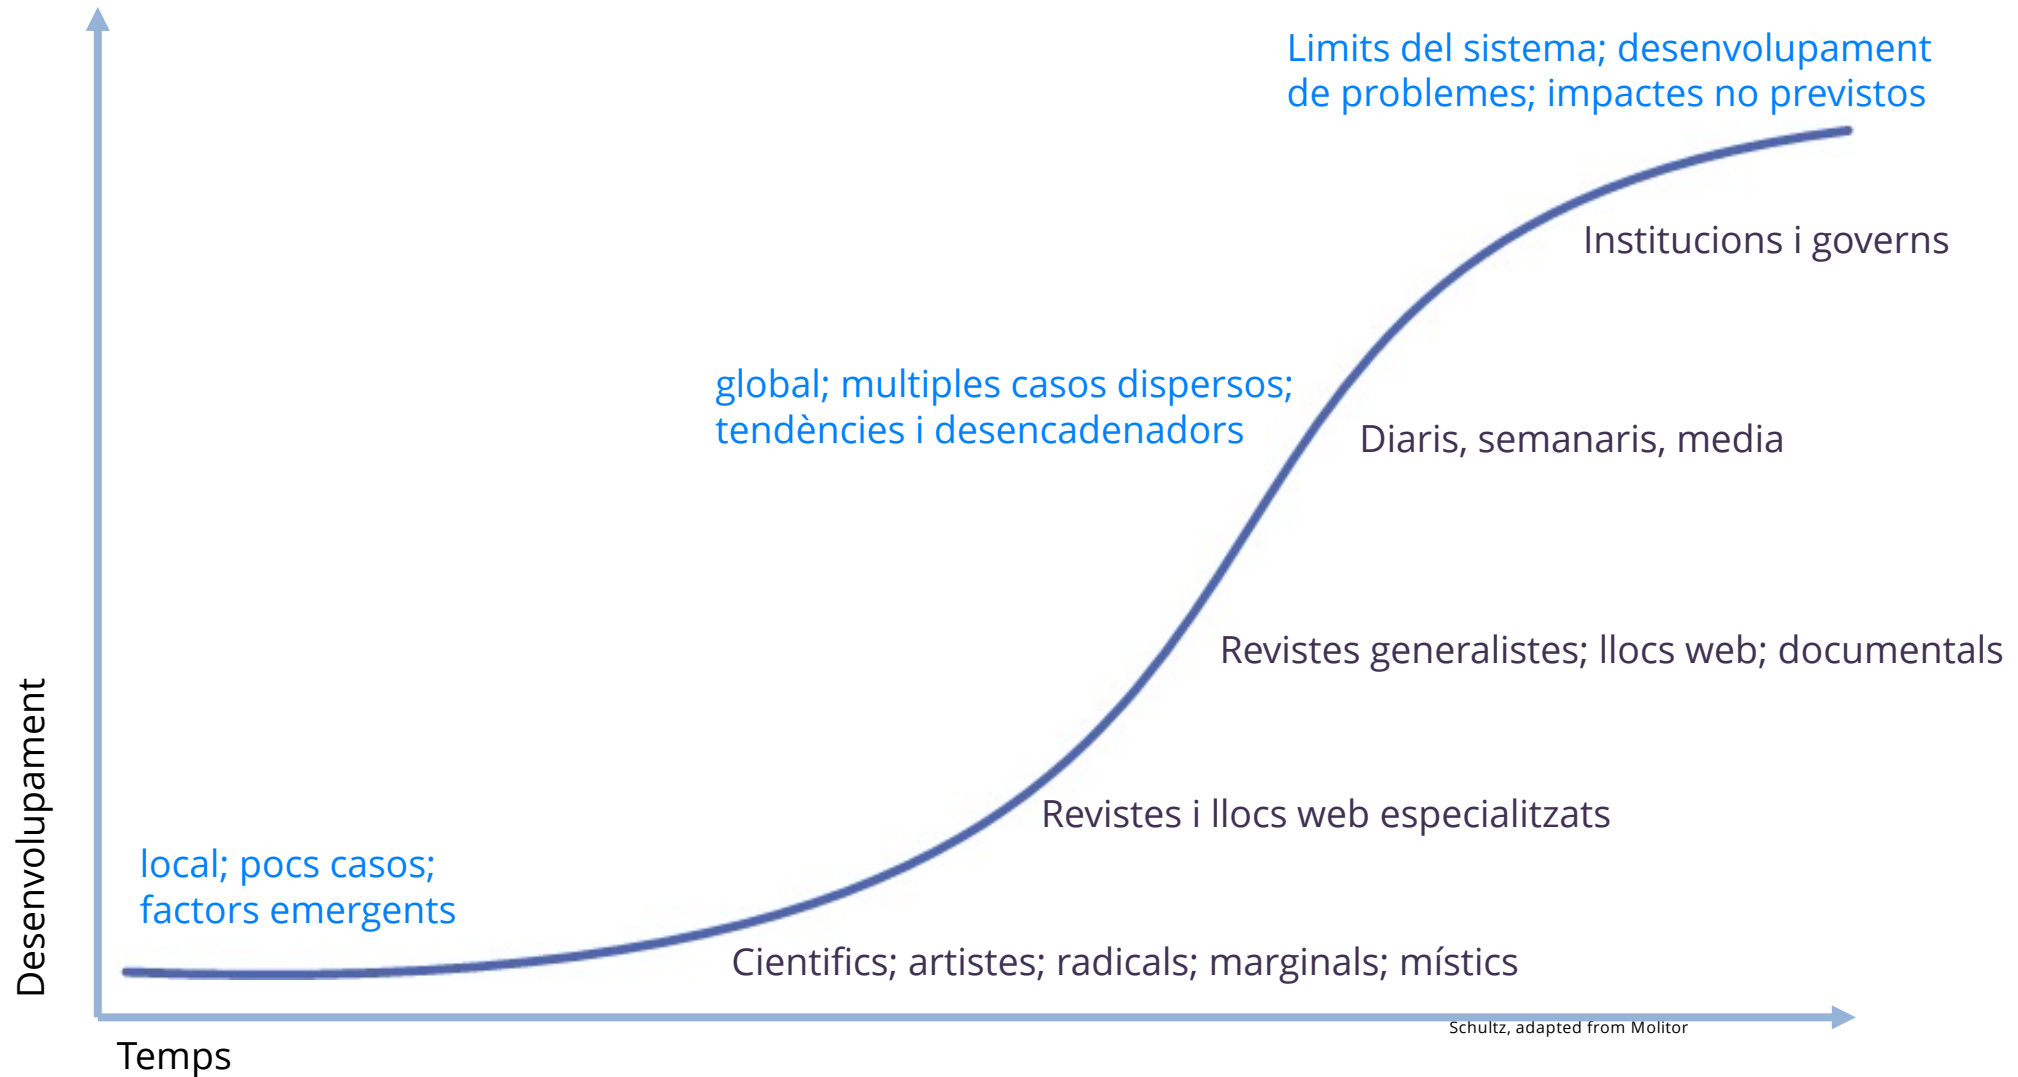 Limits del sistema; desenvolupament
de problemes; impactes no previstos
Institucions i governs
global; multiples casos dispersos;
tendències i desencadenadors
Diaris, semanaris, media
Revistes generalistes; llocs web; documentals
Revistes i llocs web especialitzats
local; pocs casos;
factors emergents
Cientifics; artistes; radicals; marginals; místics
Desenvolupament
Schultz, adapted from Molitor
Temps